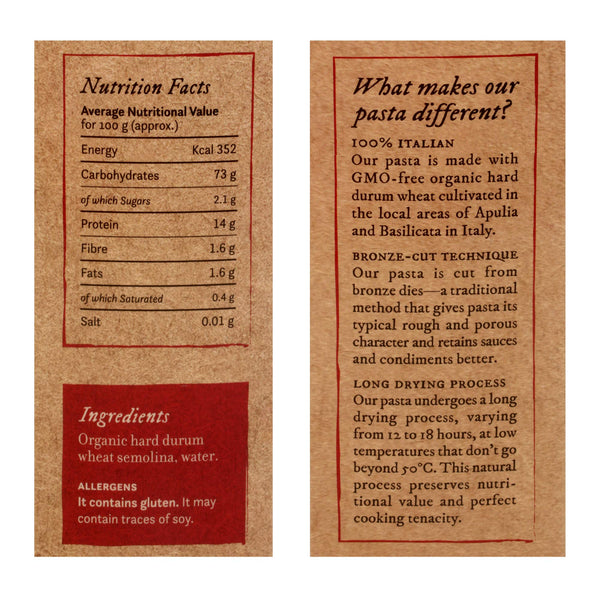 Nutrition Facts
Average Nutritional Value
for 100 g (approx.)
Energy Kcal 352
Carbohydrates 73 g
of which Sugars 2.1 g
Protein 14 g
Fibre 1.6 g
Fats 1.6 g
of which Saturated 0.4 g
Salt 0.01 g
Ingredients
Organic hard durum
wheat semolina, water.
ALLERGENS
It contains gluten. It may
contain traces of soy.
What makes our
pasta different?
100% ITALIAN
Our pasta is made with
GMO-free organic hard
durum wheat cultivated in
the local areas of Apulia
and Basilicata in Italy.
BRONZE-CUT TECHNIQUE
Our pasta is cut from
bronze dies—a traditional
method that gives pasta its
typical rough and porous
character and retains sauces
and condiments better.
LONG DRYING PROCESS
Our pasta undergoes a long
drying process, varying
from 12 to 18 hours, at low
temperatures that don't go
beyond 50°C. This natural
process preserves nutri-
tional value and perfect
cooking tenacity.